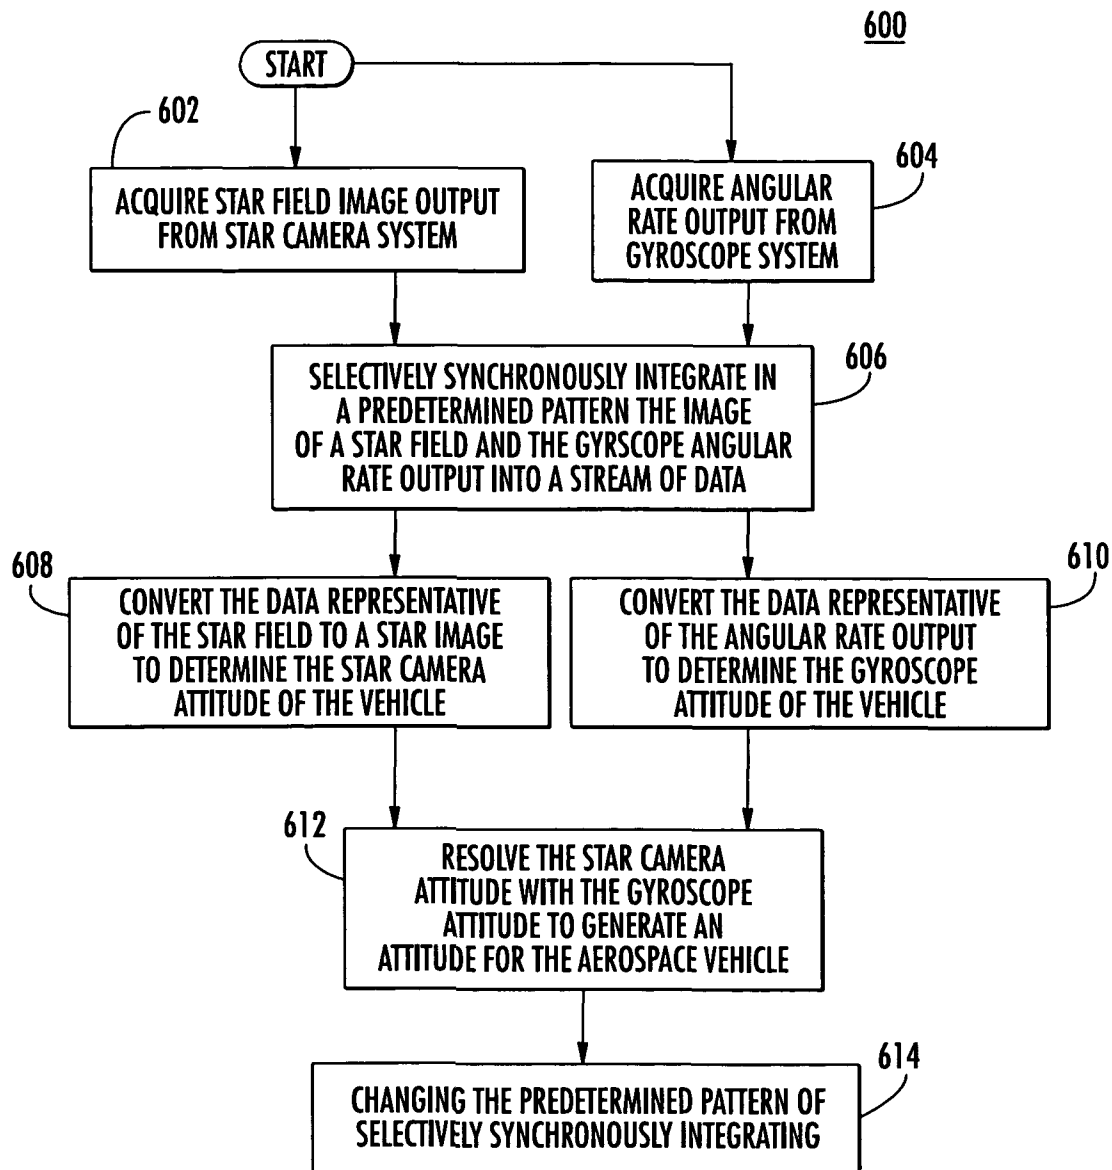 600
START
602
ACQUIRE STAR FIELD IMAGE OUTPUT
FROM STAR CAMERA SYSTEM
604
ACQUIRE ANGULAR
RATE OUTPUT FROM
GYROSCOPE SYSTEM
606
SELECTIVELY SYNCHRONOUSLY INTEGRATE IN
A PREDETERMINED PATTERN THE IMAGE
OF A STAR FIELD AND THE GYRSCOPE ANGULAR
RATE OUTPUT INTO A STREAM OF DATA
608
CONVERT THE DATA REPRESENTATIVE
OF THE STAR FIELD TO A STAR IMAGE
TO DETERMINE THE STAR CAMERA
ATTITUDE OF THE VEHICLE
610
CONVERT THE DATA REPRESENTATIVE
OF THE ANGULAR RATE OUTPUT
TO DETERMINE THE GYROSCOPE
ATTITUDE OF THE VEHICLE
612
RESOLVE THE STAR CAMERA
ATTITUDE WITH THE GYROSCOPE
ATTITUDE TO GENERATE AN
ATTITUDE FOR THE AEROSPACE VEHICLE
614
CHANGING THE PREDETERMINED PATTERN OF
SELECTIVELY SYNCHRONOUSLY INTEGRATING